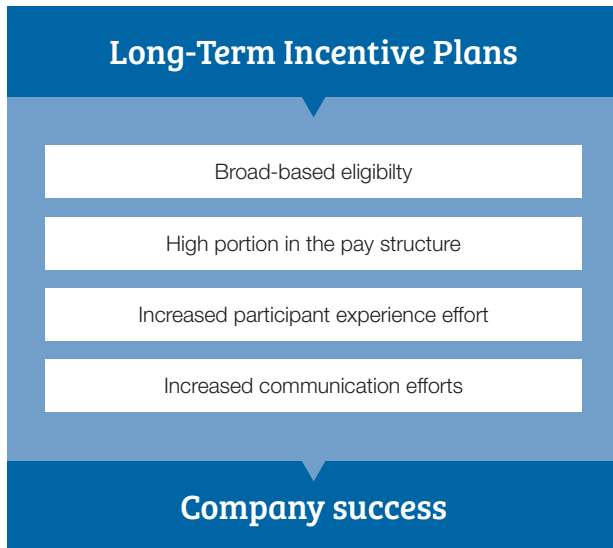 Long-Term Incentive Plans
Broad-based eligibilty
High portion in the pay structure
Increased participant experience effort
Increased communication efforts
Company success